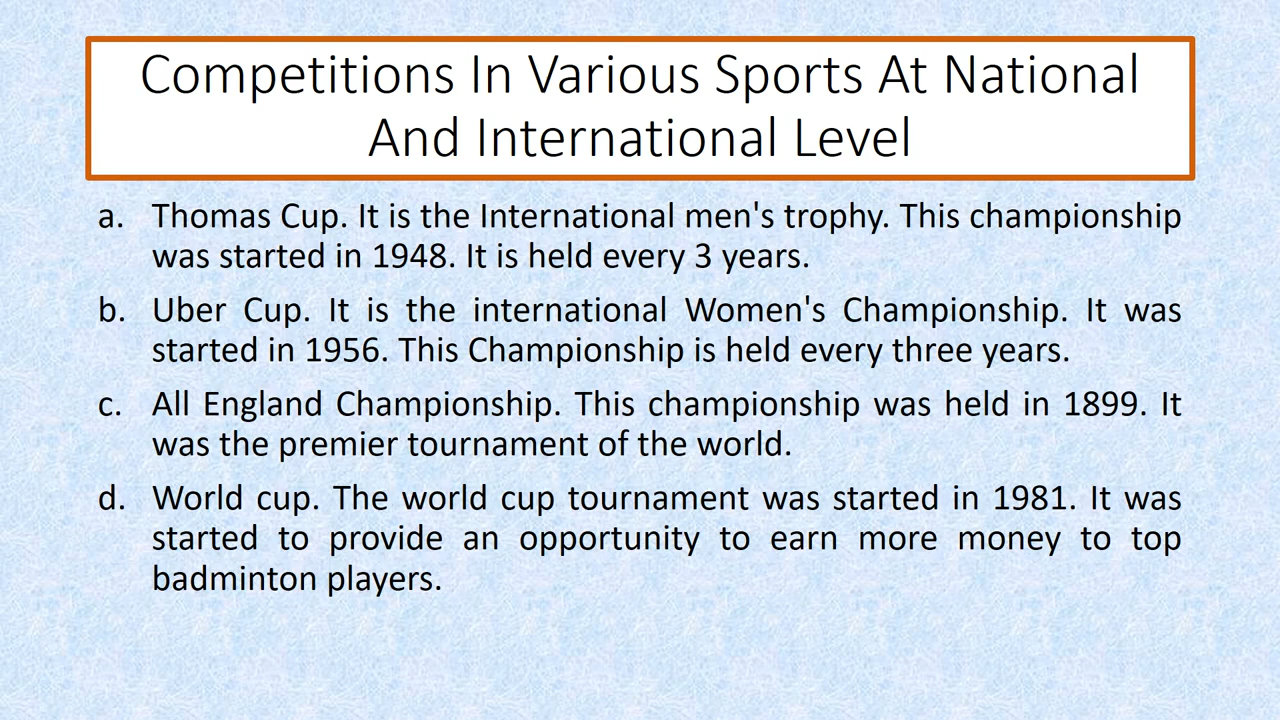 Competitions In Various Sports At National
And International Level
a. Thomas Cup. It is the International men's trophy. This championship
was started in 1948. It is held every 3 years.
b. Uber Cup. It is the international Women's Championship. It was
started in 1956. This Championship is held every three years.
c. All England Championship. This championship was held in 1899. It
was the premier tournament of the world.
d. World cup. The world cup tournament was started in 1981. It was
started to provide an opportunity to earn more money to top
badminton players.